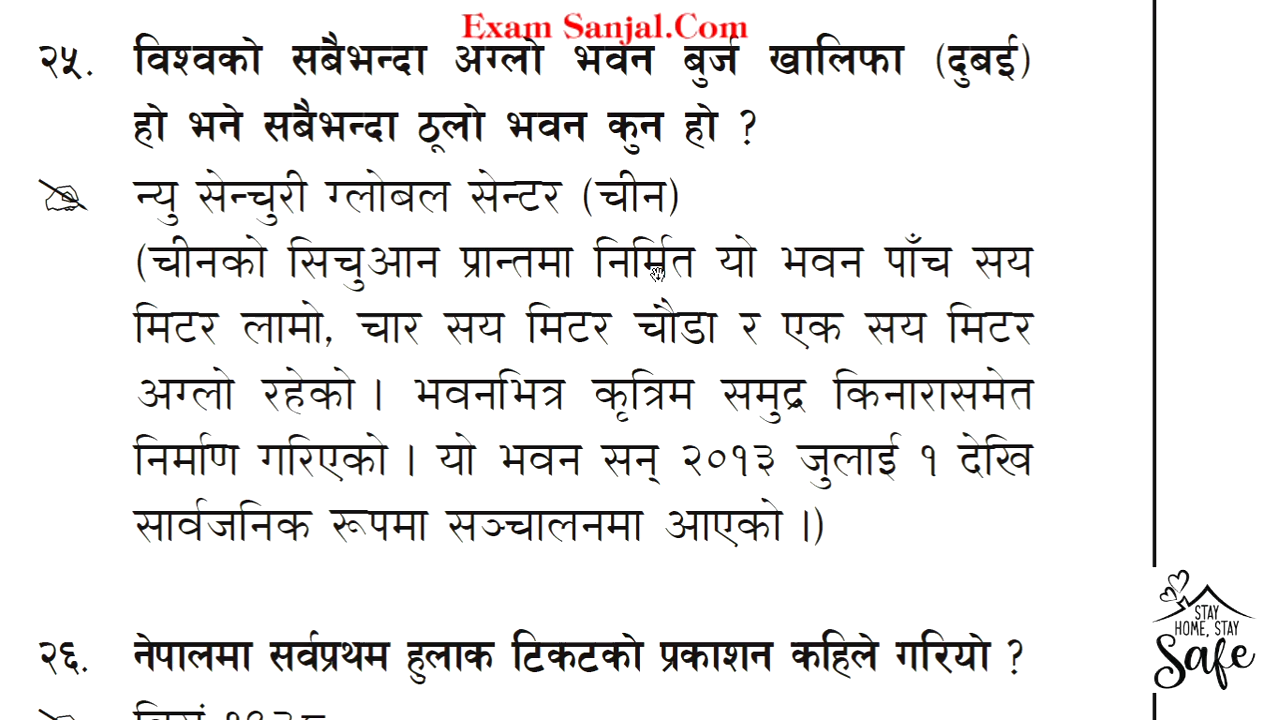 Exam Sanjal.Com
२५. विश्वको सबैभन्दा अग्लो भवन बुर्ज खालिफा (दुबई)
हो भने सबैभन्दा ठूलो भवन कुन हो ?
न्यु सेन्चुरी ग्लोबल सेन्टर (चीन)
(चीनको सिचुआन प्रान्तमा निर्मित यो भवन पाँच सय
मिटर लामो, चार सय मिटर चौडा र एक सय मिटर
अग्लो रहेको । भवनभित्र कृत्रिम समुद्र किनारासमेत
निर्माण गरिएको । यो भवन सन् २०१३ जुलाई १ देखि
सार्वजनिक रूपमा सञ्चालनमा आएको ।)
२६. नेपालमा सर्वप्रथम हुलाक टिकटको प्रकाशन कहिले गरियो ?
STAY
HOME, STAY
Safe